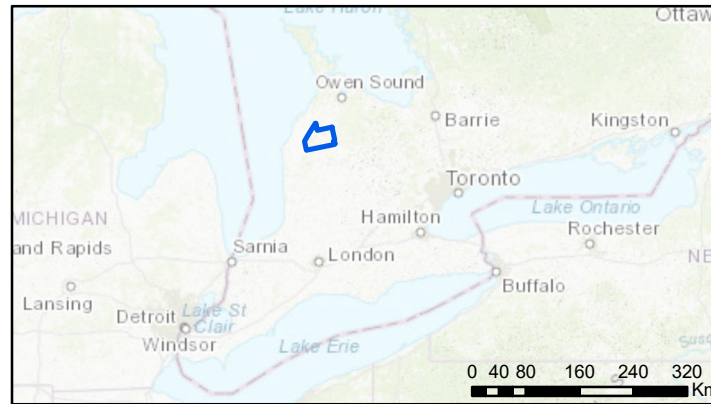 Lake Huron
Ottaw
Owen Sound
Barrie
Kingston
Toronto
MICHIGAN
Hamilton
Lake Ontario
Rochester
and Rapids
Sarnia
London
NE
Lansing
Buffalo
Detroit
Lake St
Clair
Windsor
Lake Erie
Susq
0 40 80 160 240 320
Km